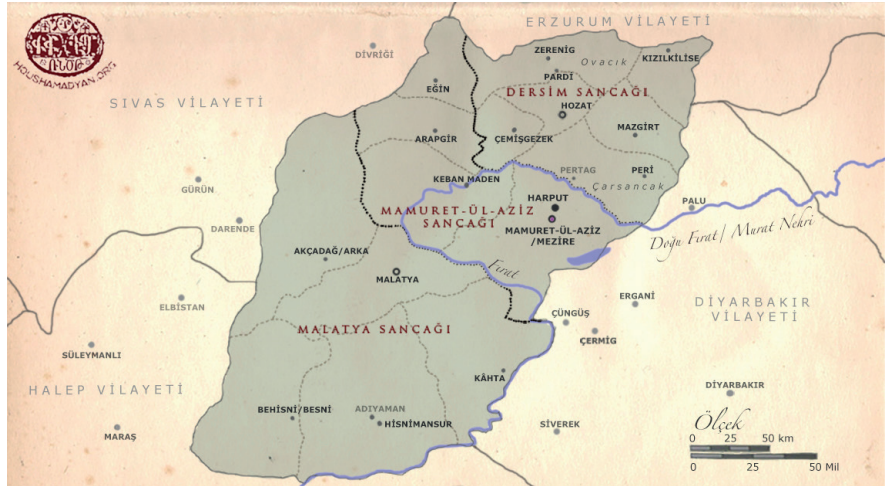 ERZURUM VİLAYETİ
HOUSHAMADYAN.ORG
DİVRİĞİ
ZERENİG
KIZILKİLİSE
Ovacık
PARDİ
EĞİN
DERSİM SANCAĞI
SIVAS VİLAYETİ
HOZAT
ARAPGİR
ÇEMİŞGEZEK
MAZGİRT
PERTAG
PERİ
KEBAN MADEN
Çarsancak
GÜRÜN
HARPUT
PALU
MAMURET-ÜL-AZİZ
SANCAĞI
DARENDE
MAMURET-ÜL-AZİZ
/MEZİRE
Doğu Fırat/ Murat Nehri
AKÇADAĞ/ARKA
Fırat
MALATYA
ELBİSTAN
ERGANİ
DİYARBAKIR
VİLAYETİ
ÇÜNGÜŞ
MALATYA SANCAĞI
ÇERMİG
SÜLEYMANLI
KÂHTA
HALEP VİLAYETİ
DİYARBAKIR
BEHİSNİ/BESNİ
ADIYAMAN
HİSNİMANSUR
MARAŞ
SİVEREK
Ölçek
0 25 50 km
0 25 50 Mil